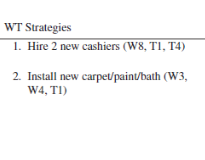 WT Strategies
1. Hire 2 new cashiers (W8, T1, T4)
2. Install new carpet/paint/bath (W3,
W4, T1)